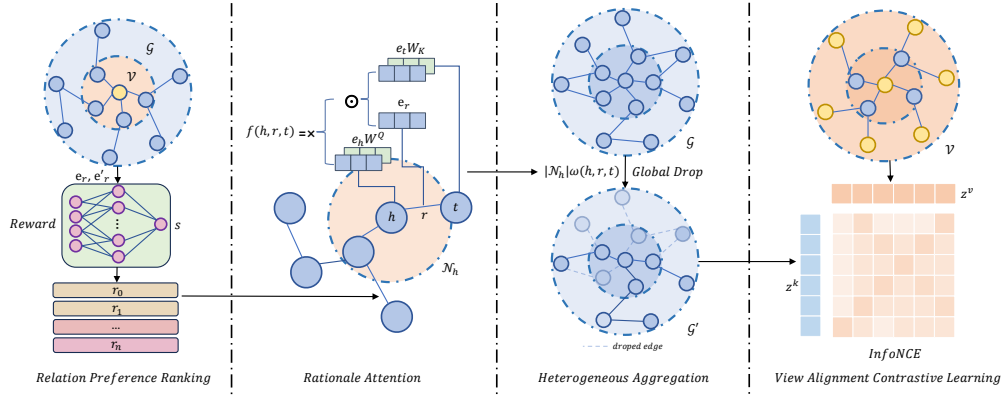 𝒢
𝒱
e_r, e'_r
Reward
s
r_0
r_1
...
r_n
Relation Preference Ranking
e_t W_K
⊙
e_r
f(h, r, t) = ×
e_h W^Q
h
r
t
𝒩_h
Rationale Attention
𝒢
|𝒩_h|ω(h, r, t)
Global Drop
𝒢′
droped edge
Heterogeneous Aggregation
𝒱
z^v
z^k
InfoNCE
View Alignment Contrastive Learning